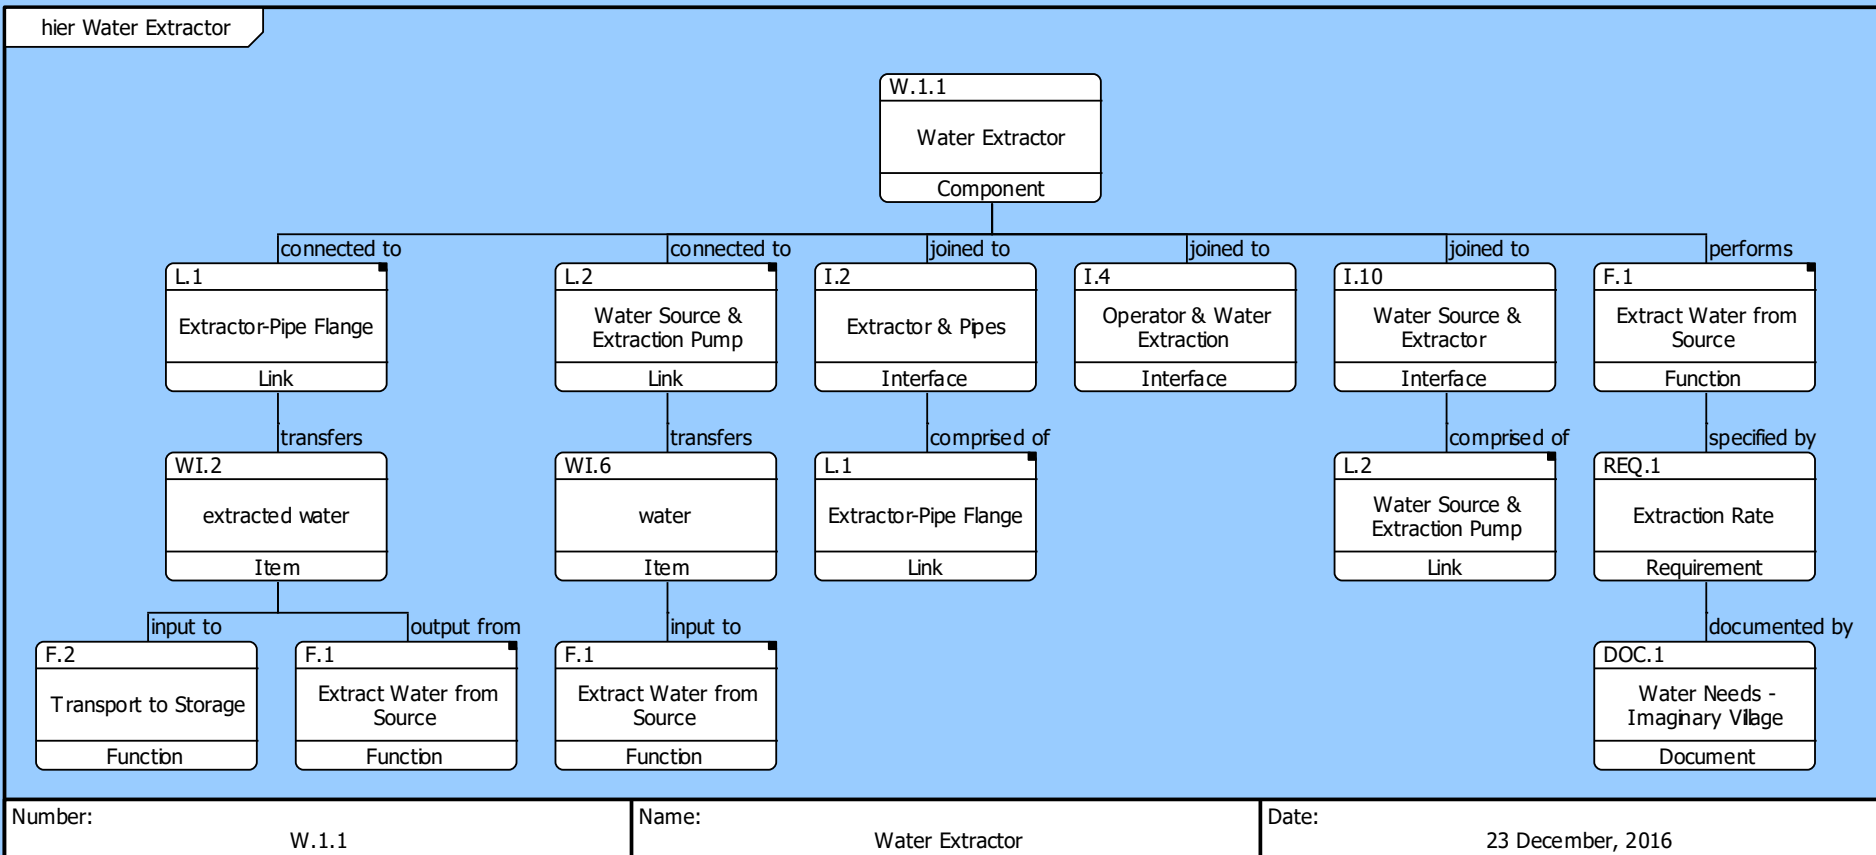 hier Water Extractor
W.1.1
Water Extractor
Component
connected to
connected to
joined to
joined to
joined to
performs
L.1
Extractor-Pipe Flange
Link
L.2
Water Source &
Extraction Pump
Link
I.2
Extractor & Pipes
Interface
I.4
Operator & Water
Extraction
Interface
I.10
Water Source &
Extractor
Interface
F.1
Extract Water from
Source
Function
transfers
transfers
comprised of
comprised of
specified by
WI.2
extracted water
Item
WI.6
water
Item
L.1
Extractor-Pipe Flange
Link
L.2
Water Source &
Extraction Pump
Link
REQ.1
Extraction Rate
Requirement
input to
output from
input to
documented by
F.2
Transport to Storage
Function
F.1
Extract Water from
Source
Function
F.1
Extract Water from
Source
Function
DOC.1
Water Needs -
Imaginary Village
Document
Number:
W.1.1
Name:
Water Extractor
Date:
23 December, 2016